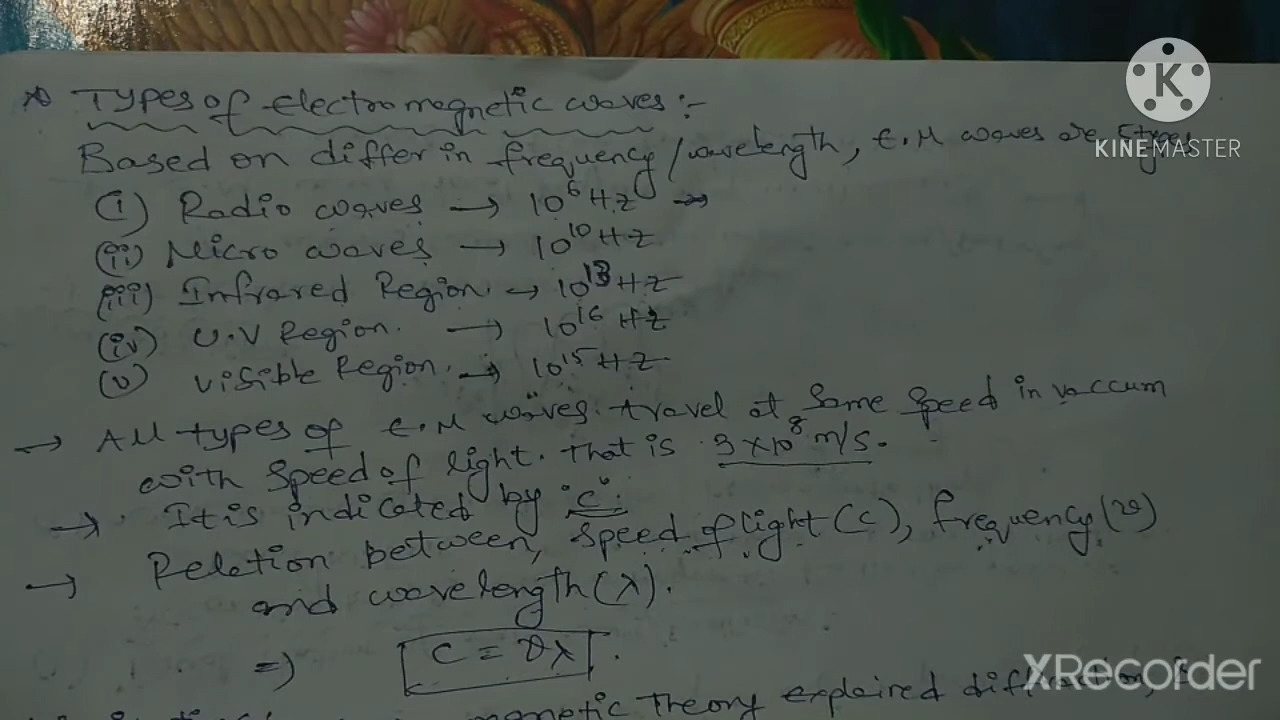 Types of electromagnetic waves :-
Based on differ in frequency / wavelength, E.M waves are 5 types
(i) Radio waves → 10⁶ Hz →
(ii) Micro waves → 10¹⁰ Hz
(iii) Infrared Region. → 10¹³ Hz
(iv) U.V Region. → 10¹⁶ Hz
(v) Visible Region. → 10¹⁵ Hz.
→ All types of E.M waves travel at same speed in vaccum
with speed of light. That is 3 x 10⁸ m/s.
→ It is indicated by "c".
→ Reletion between, speed of light (c), frequency (ν)
and wavelength (λ).
⇒ C = νλ.
magnetic Theory explaired diffraction,
K
KINEMASTER
XRecorder